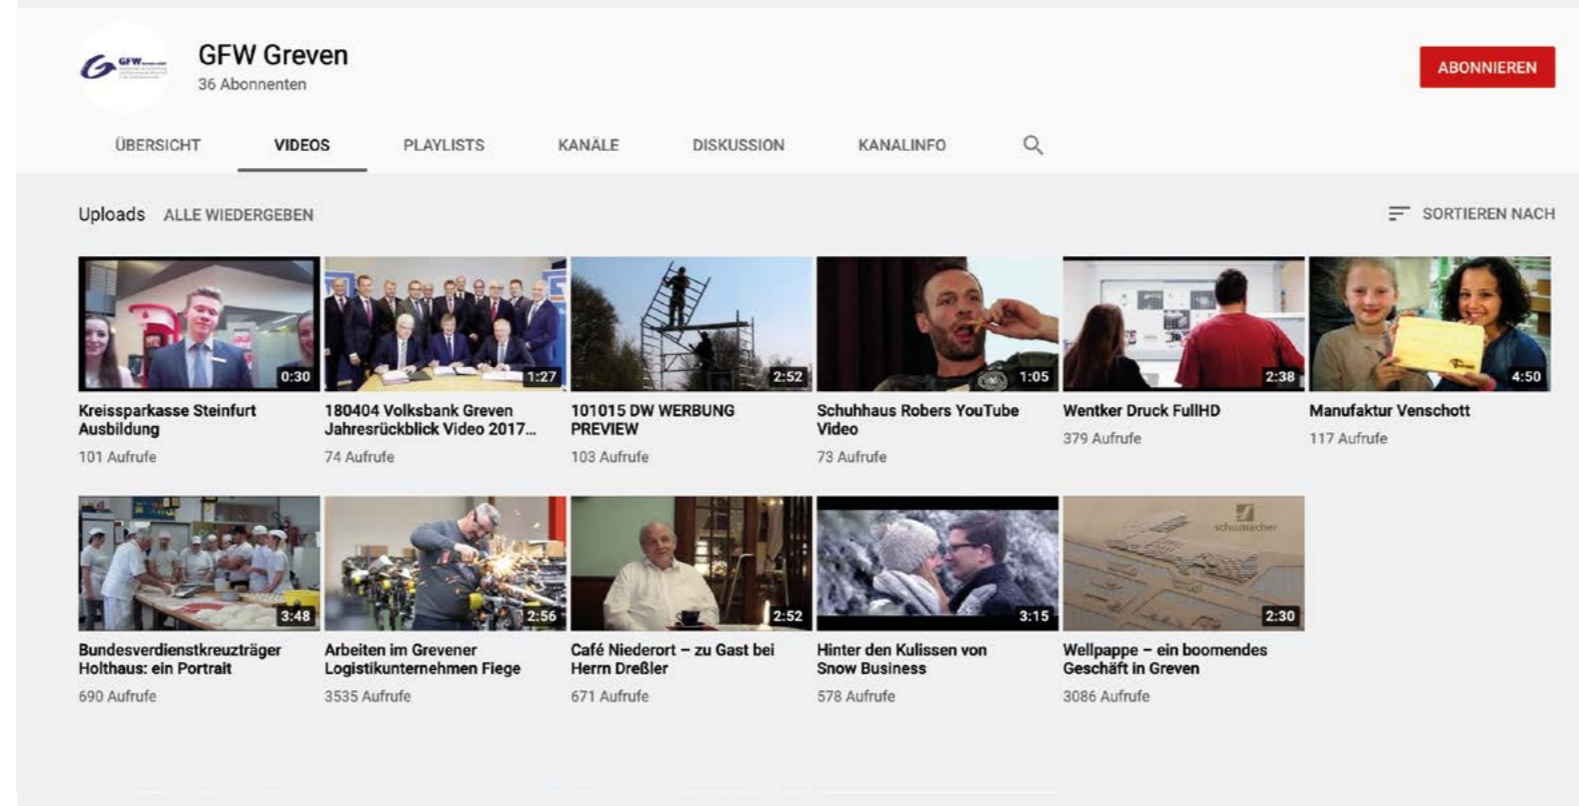 GFW
GFW Greven
36 Abonnenten
ABONNIEREN
ÜBERSICHT
VIDEOS
PLAYLISTS
KANÄLE
DISKUSSION
KANALINFO
Uploads
ALLE WIEDERGEBEN
SORTIEREN NACH
0:30
Kreissparkasse Steinfurt
Ausbildung
101 Aufrufe
1:27
180404 Volksbank Greven
Jahresrückblick Video 2017...
74 Aufrufe
2:52
101015 DW WERBUNG
PREVIEW
103 Aufrufe
1:05
Schuhhaus Robers YouTube
Video
73 Aufrufe
2:38
Wentker Druck FullHD
379 Aufrufe
4:50
Manufaktur Venschott
117 Aufrufe
3:48
Bundesverdienstkreuzträger
Holthaus: ein Portrait
690 Aufrufe
2:56
Arbeiten im Grevener
Logistikunternehmen Fiege
3535 Aufrufe
2:52
Café Niederort – zu Gast bei
Herrn Dreßler
671 Aufrufe
3:15
Hinter den Kulissen von
Snow Business
578 Aufrufe
schumacher
2:30
Wellpappe – ein boomendes
Geschäft in Greven
3086 Aufrufe